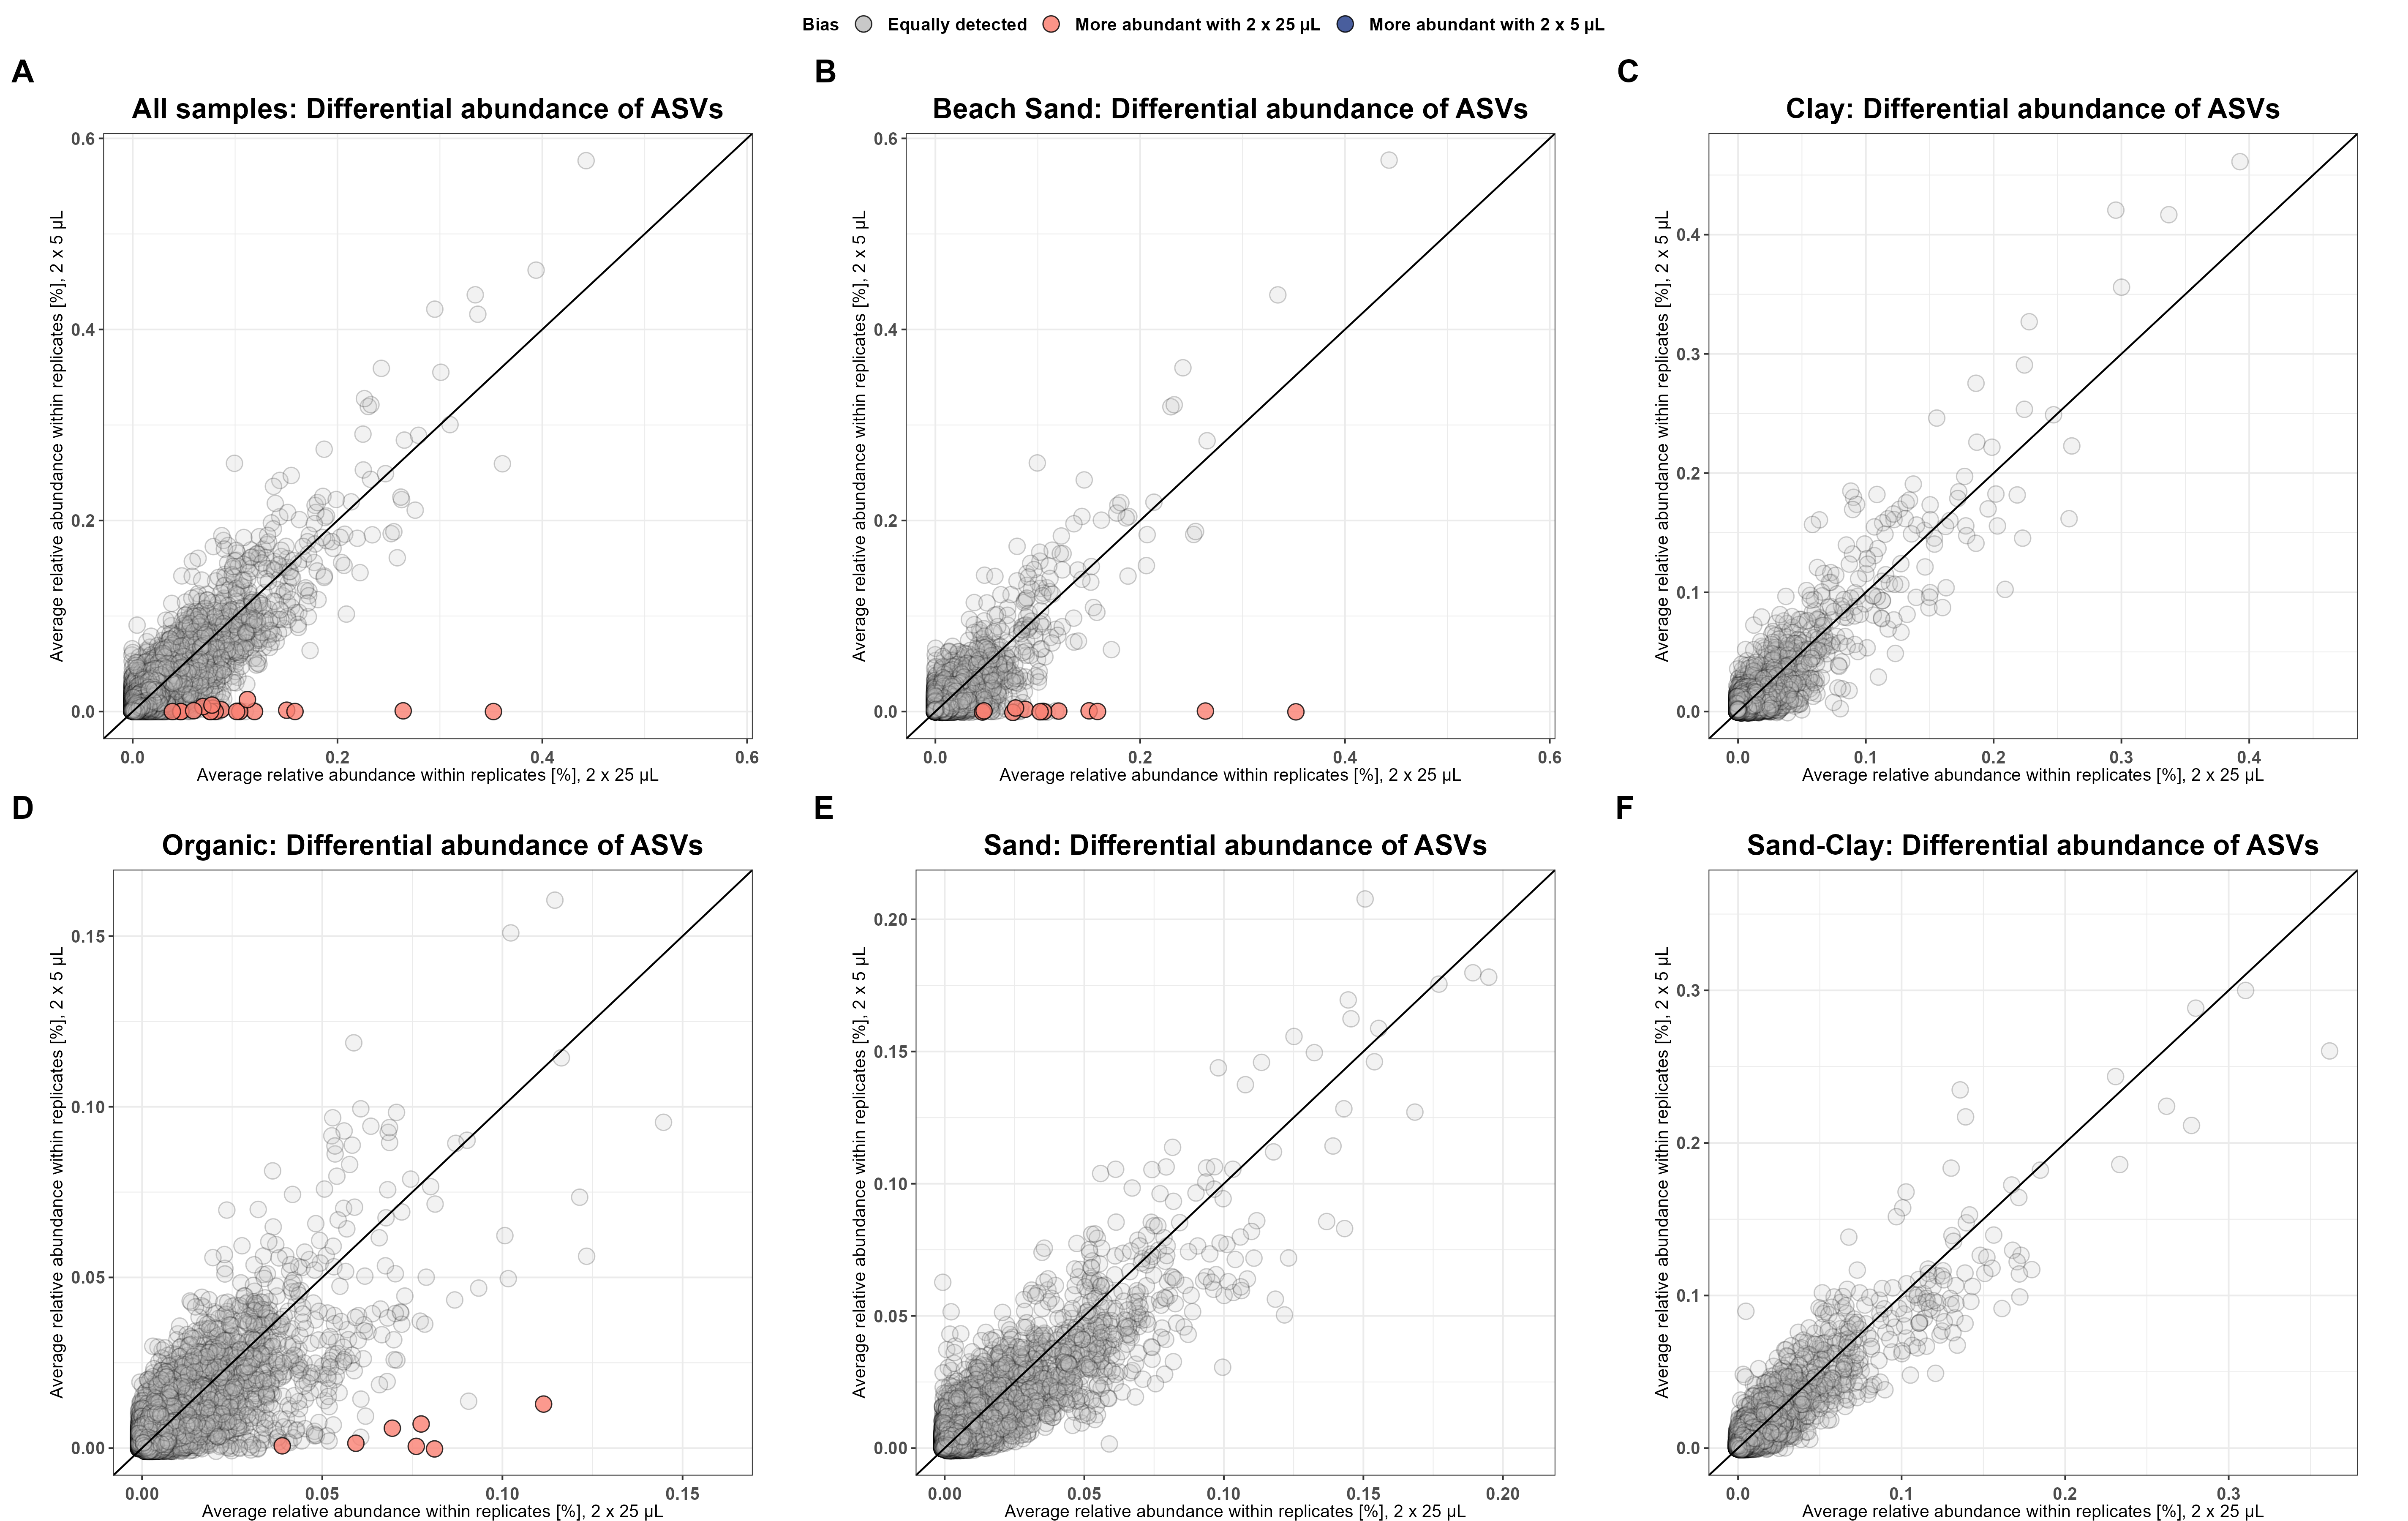 Bias Equally detected More abundant with 2 x 25 µL More abundant with 2 x 5 µL
A
All samples: Differential abundance of ASVs
Average relative abundance within replicates [%], 2 x 5 µL
0.6
0.4
0.2
0.0
0.0 0.2 0.4 0.6
Average relative abundance within replicates [%], 2 x 25 µL
B
Beach Sand: Differential abundance of ASVs
Average relative abundance within replicates [%], 2 x 5 µL
0.6
0.4
0.2
0.0
0.0 0.2 0.4 0.6
Average relative abundance within replicates [%], 2 x 25 µL
C
Clay: Differential abundance of ASVs
Average relative abundance within replicates [%], 2 x 5 µL
0.4
0.3
0.2
0.1
0.0
0.0 0.1 0.2 0.3 0.4
Average relative abundance within replicates [%], 2 x 25 µL
D
Organic: Differential abundance of ASVs
Average relative abundance within replicates [%], 2 x 5 µL
0.15
0.10
0.05
0.00
0.00 0.05 0.10 0.15
Average relative abundance within replicates [%], 2 x 25 µL
E
Sand: Differential abundance of ASVs
Average relative abundance within replicates [%], 2 x 5 µL
0.20
0.15
0.10
0.05
0.00
0.00 0.05 0.10 0.15 0.20
Average relative abundance within replicates [%], 2 x 25 µL
F
Sand-Clay: Differential abundance of ASVs
Average relative abundance within replicates [%], 2 x 5 µL
0.3
0.2
0.1
0.0
0.0 0.1 0.2 0.3
Average relative abundance within replicates [%], 2 x 25 µL